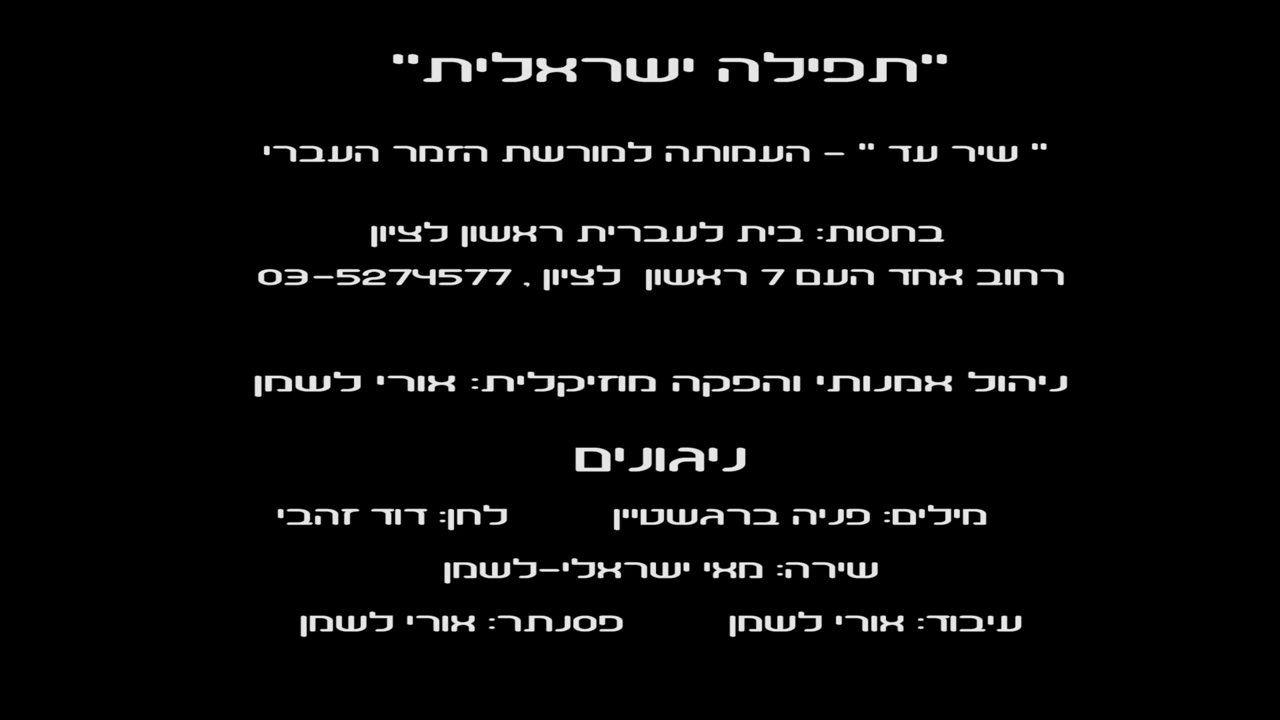 "תפילה ישראלית"
" שיר עד " - העמותה למורשת הזמר העברי
בחסות: בית לעברית ראשון לציון
רחוב אחד העם 7 ראשון לציון , 03-5274577
ניהול אמנותי והפקה מוזיקלית: אורי לשמן
ניגונים
מילים: פניה ברגשטיין לחן: דוד זהבי
שירה: מאי ישראלי-לשמן
עיבוד: אורי לשמן פסנתר: אורי לשמן